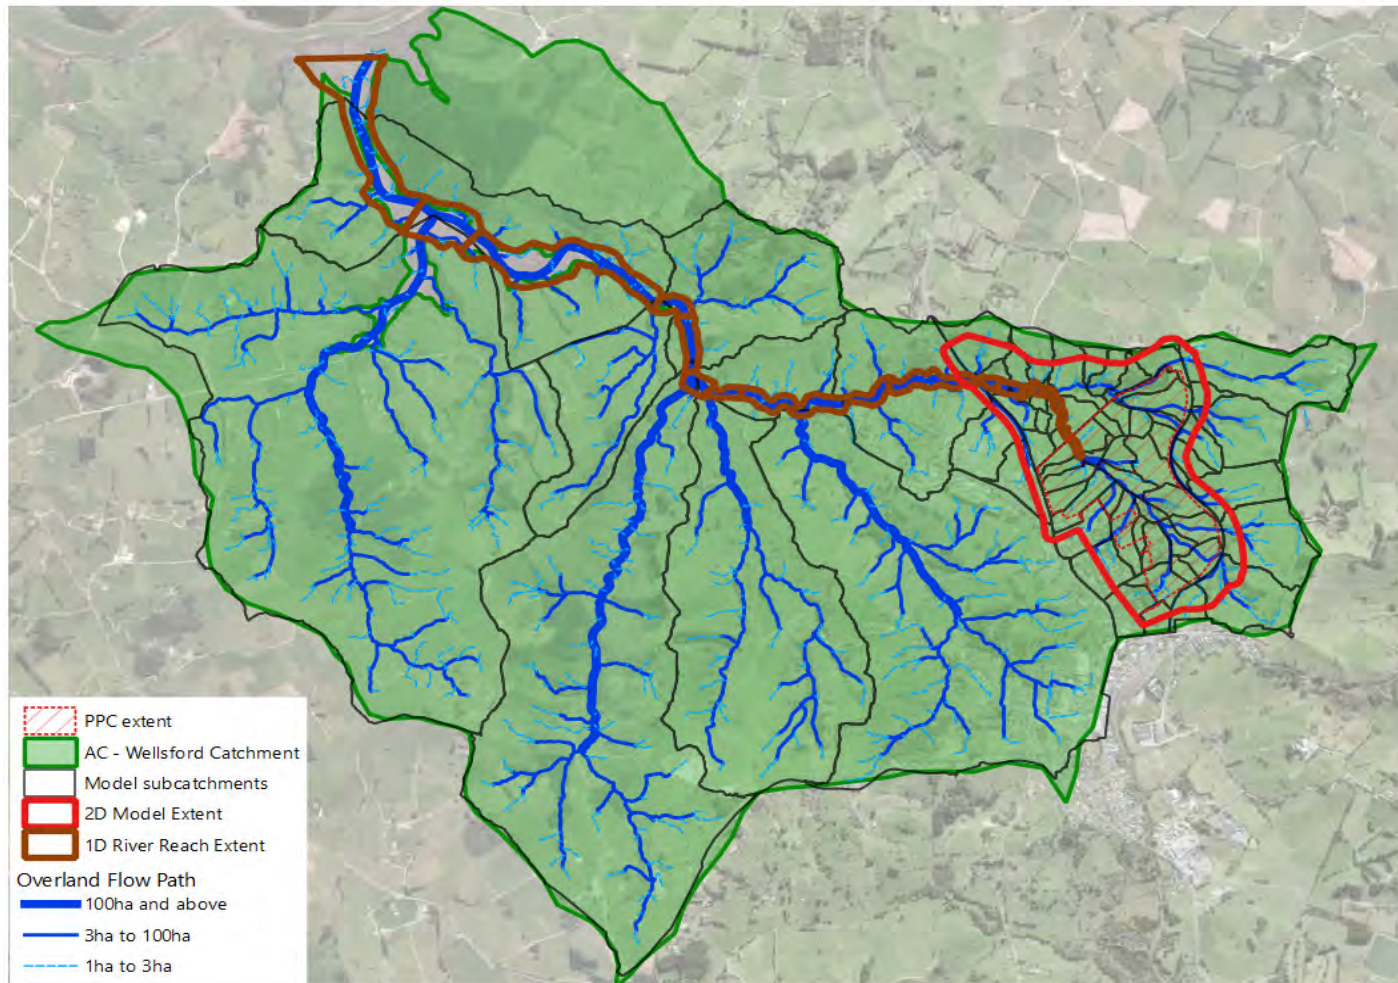 PPC extent
AC - Wellsford Catchment
Model subcatchments
2D Model Extent
1D River Reach Extent
Overland Flow Path
100ha and above
3ha to 100ha
1ha to 3ha